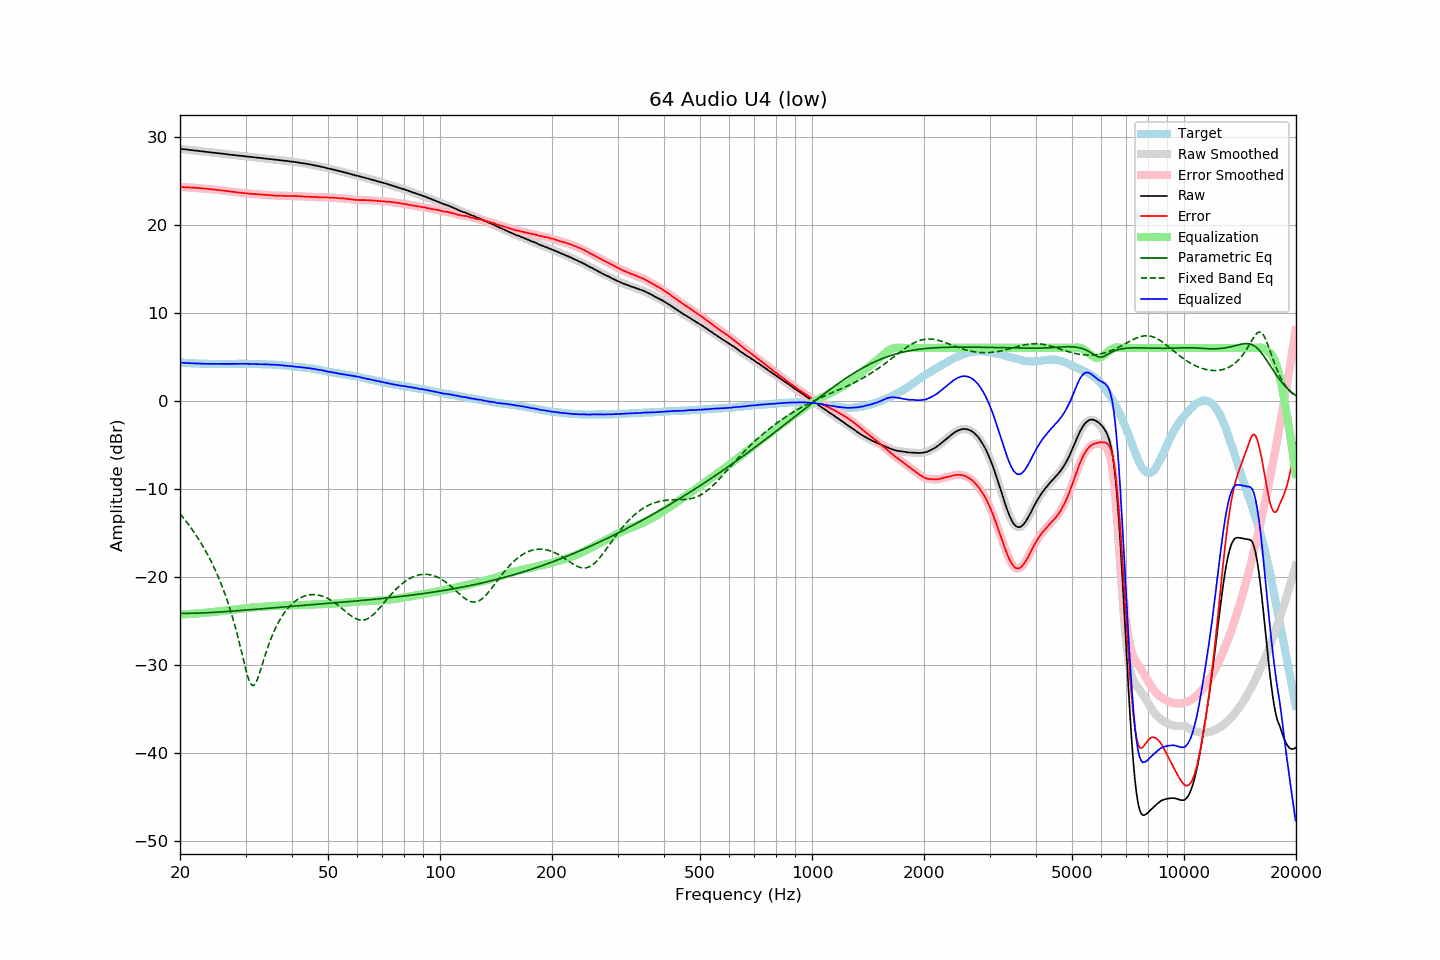 64 Audio U4 (low)
30
20
10
0
−10
−20
−30
−40
−50
Amplitude (dBr)
Target
Raw Smoothed
Error Smoothed
Raw
Error
Equalization
Parametric Eq
Fixed Band Eq
Equalized
20 50 100 200 500 1000 2000 5000 10000 20000
Frequency (Hz)